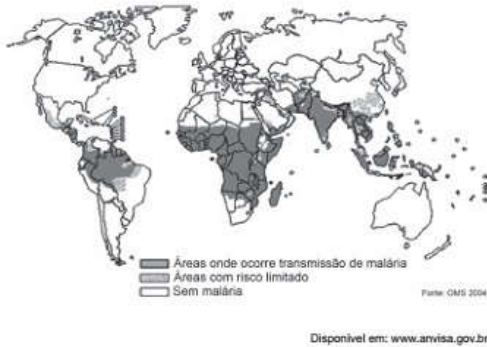 Áreas onde ocorre transmissão de malária
Áreas com risco limitado
Sem malária
Fonte: OMS 2004
Disponível em: www.anvisa.gov.br